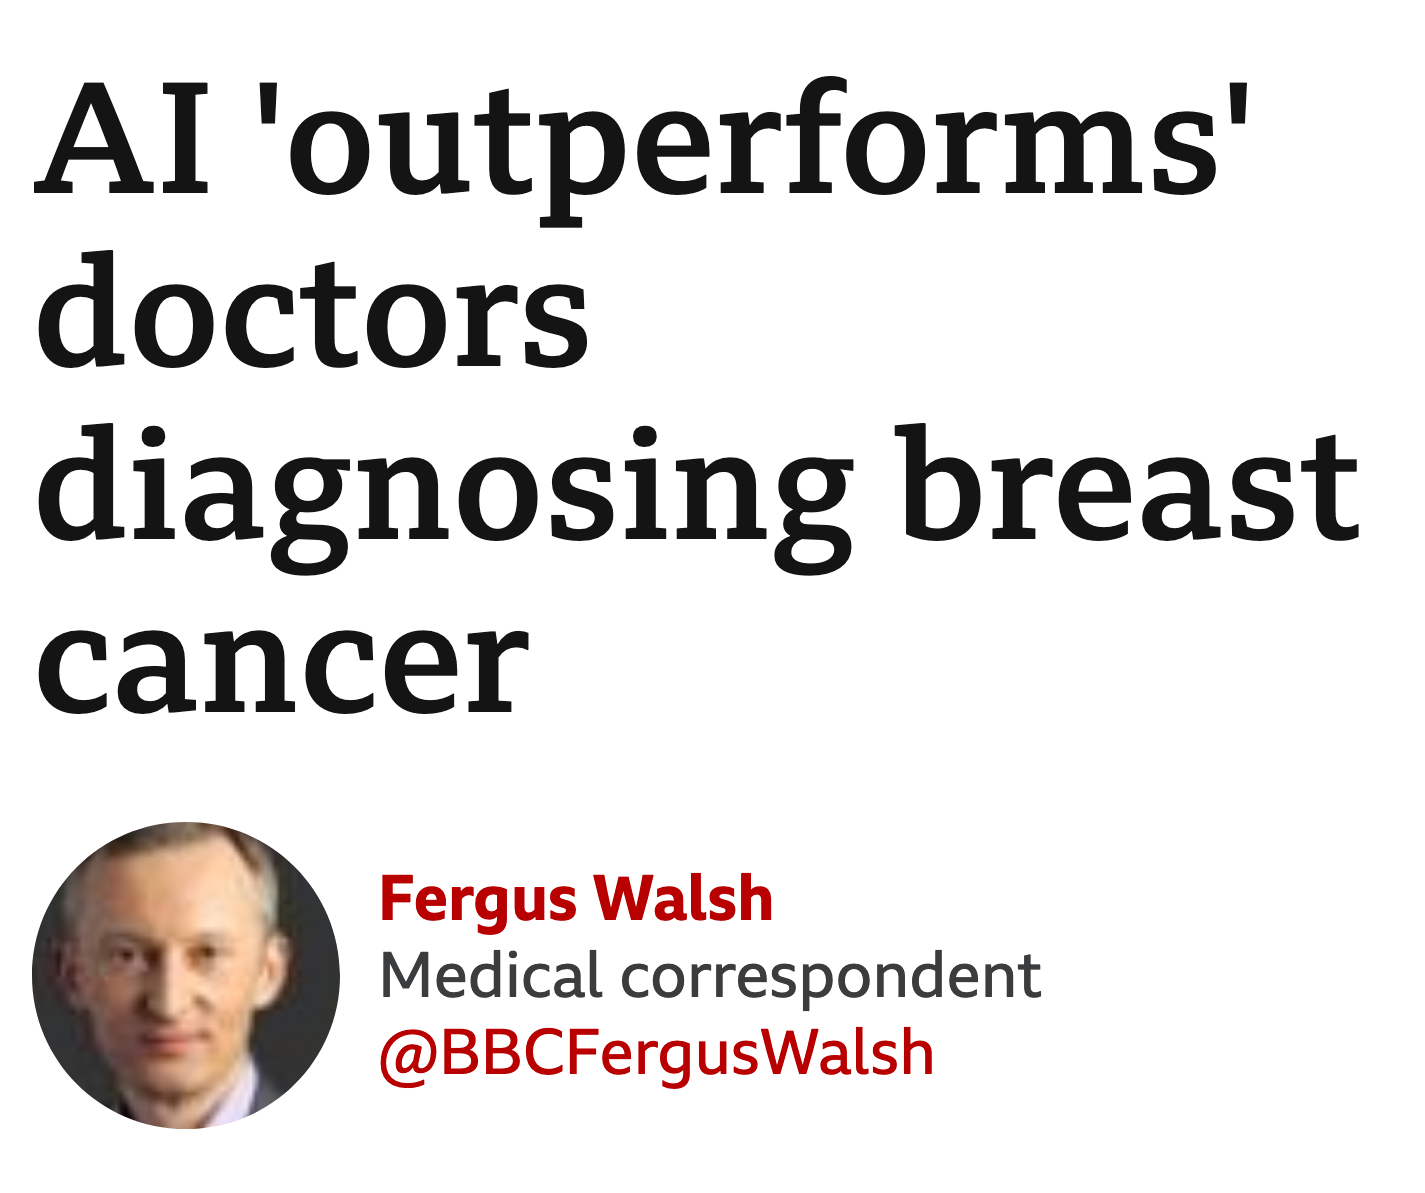 AI 'outperforms'
doctors
diagnosing breast
cancer
Fergus Walsh
Medical correspondent
@BBCFergusWalsh